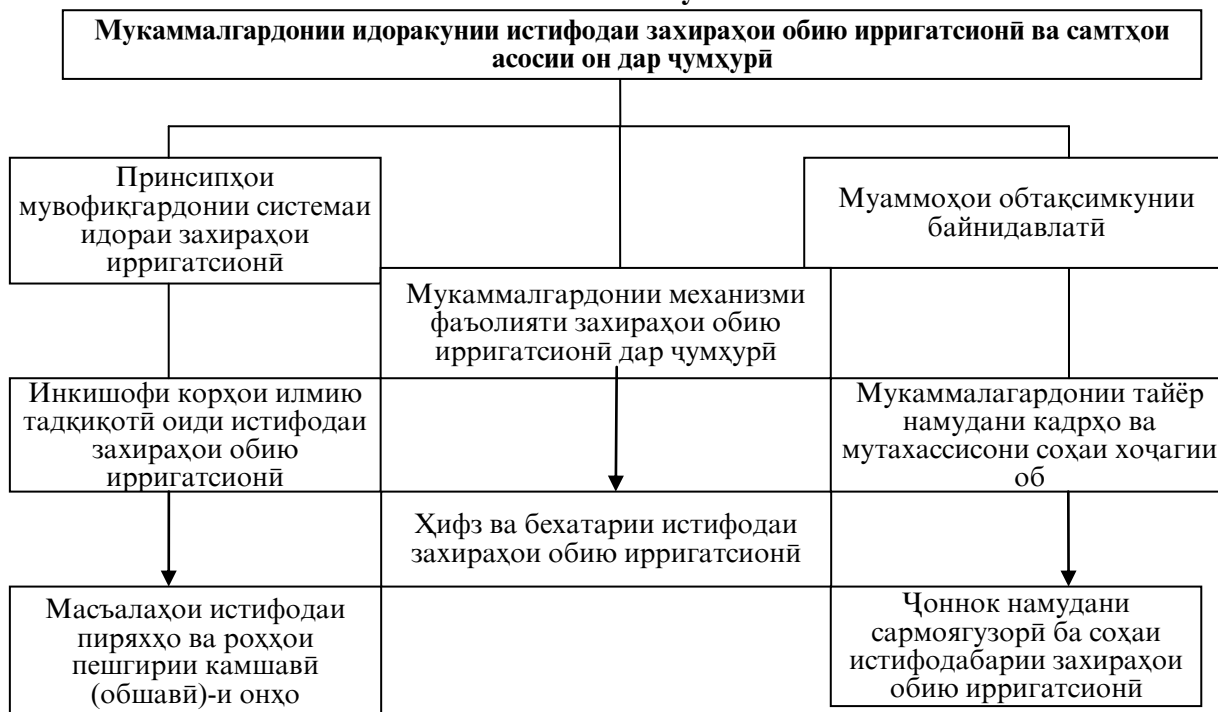 Мукаммалгардонии идоракунии истифодаи захираҳои обию ирригатсионӣ ва самтҳои
асосии он дар ҷумҳурӣ
Принсипҳои
мувофиқгардонии системаи
идораи захираҳои
ирригатсионӣ
Муаммоҳои обтақсимкунии
байнидавлатӣ
Мукаммалгардонии механизми
фаъолияти захираҳои обию
ирригатсионӣ дар ҷумҳурӣ
Инкишофи корҳои илмию
тадқиқотӣ оиди истифодаи
захираҳои обию
ирригатсионӣ
Мукаммалагардонии тайёр
намудани кадрҳо ва
мутахассисони соҳаи хоҷагии
об
Ҳифз ва бехатарии истифодаи
захираҳои обию ирригатсионӣ
Масъалаҳои истифодаи
пиряхҳо ва роҳҳои
пешгирии камшавӣ
(обшавӣ)-и онҳо
Ҷоннок намудани
сармоягузорӣ ба соҳаи
истифодабарии захираҳои
обию ирригатсионӣ